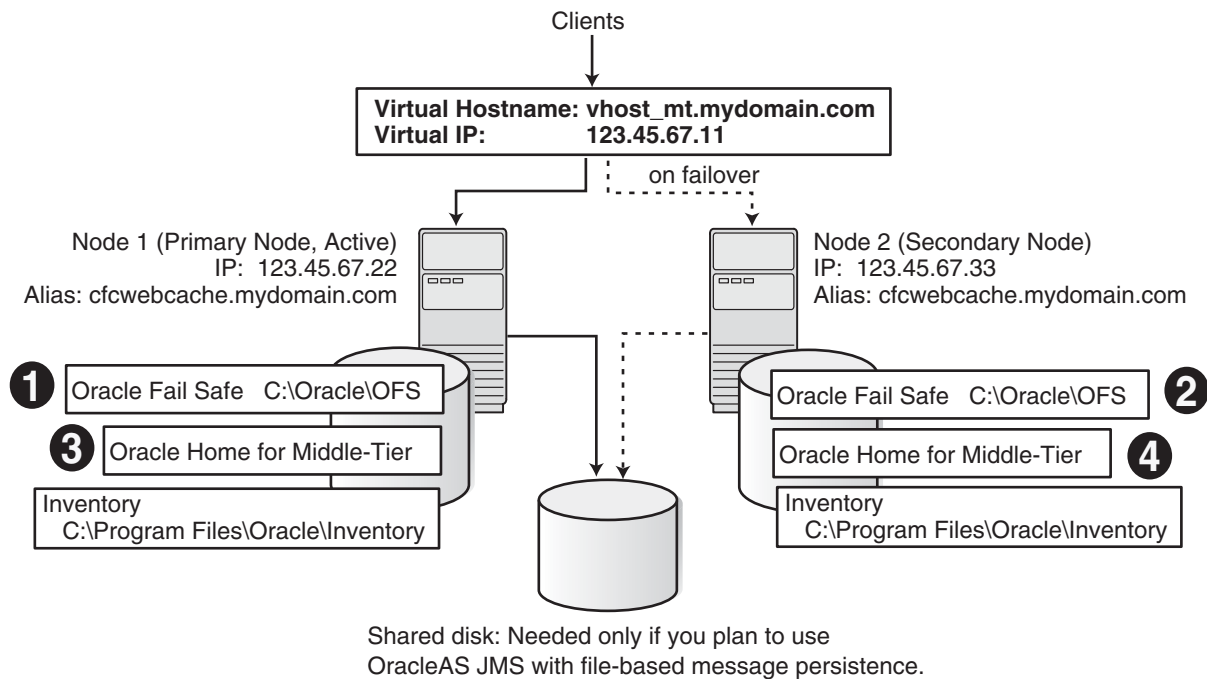 Clients
Virtual Hostname: vhost_mt.mydomain.com
Virtual IP: 123.45.67.11
on failover
Node 1 (Primary Node, Active)
IP: 123.45.67.22
Alias: cfcwebcache.mydomain.com
Node 2 (Secondary Node)
IP: 123.45.67.33
Alias: cfcwebcache.mydomain.com
1 Oracle Fail Safe C:\Oracle\OFS
3 Oracle Home for Middle-Tier
Inventory
C:\Program Files\Oracle\Inventory
Oracle Fail Safe C:\Oracle\OFS 2
Oracle Home for Middle-Tier 4
Inventory
C:\Program Files\Oracle\Inventory
Shared disk: Needed only if you plan to use
OracleAS JMS with file-based message persistence.